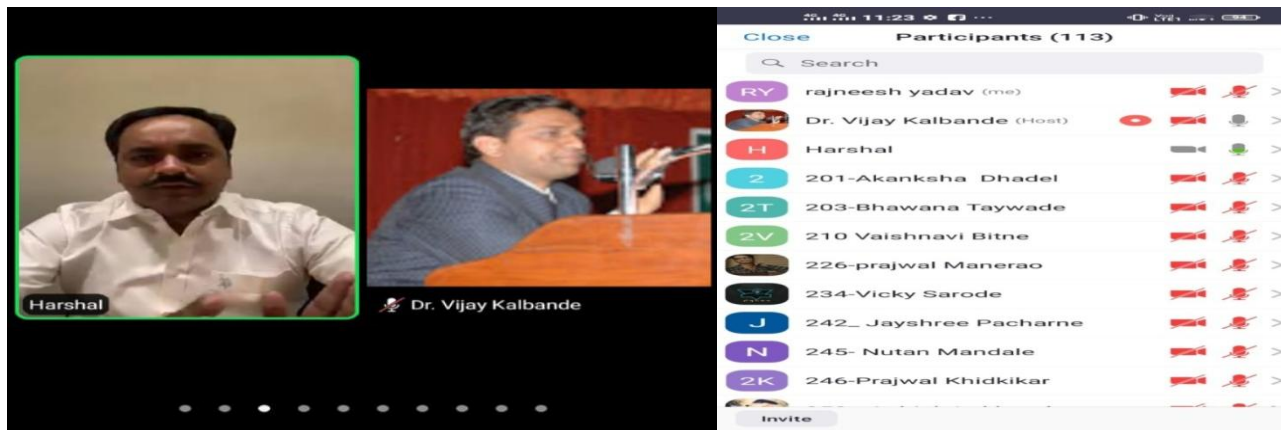 Harshal
Dr. Vijay Kalbande
11:23
Close Participants (113)
Search
RY rajneesh yadav (me)
Dr. Vijay Kalbande (Host)
H Harshal
2 201-Akanksha Dhadel
2T 203-Bhawana Taywade
2V 210 Vaishnavi Bitne
226-prajwal Manerao
234-Vicky Sarode
J 242_ Jayshree Pacharne
N 245- Nutan Mandale
2K 246-Prajwal Khidkikar
Invite